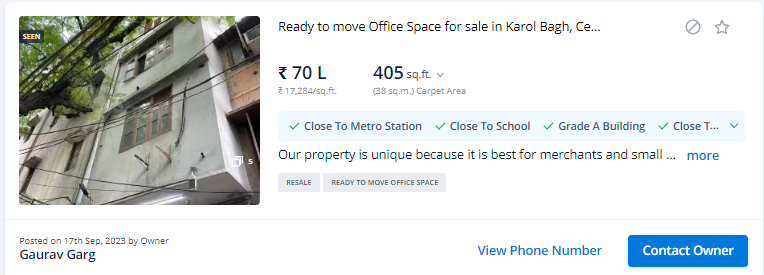 SEEN
5
Ready to move Office Space for sale in Karol Bagh, Ce...
₹ 70 L
₹ 17,284/sq.ft.
405 sq.ft.
(38 sq.m.) Carpet Area
Close To Metro Station Close To School Grade A Building Close T...
Our property is unique because it is best for merchants and small ... more
RESALE READY TO MOVE OFFICE SPACE
Posted on 17th Sep, 2023 by Owner
Gaurav Garg
View Phone Number
Contact Owner